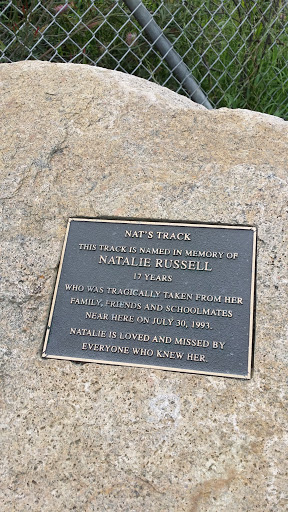 NAT'S TRACK
THIS TRACK IS NAMED IN MEMORY OF
NATALIE RUSSELL
17 YEARS
WHO WAS TRAGICALLY TAKEN FROM HER
FAMILY, FRIENDS AND SCHOOLMATES
NEAR HERE ON JULY 30, 1993.
NATALIE IS LOVED AND MISSED BY
EVERYONE WHO KNEW HER.